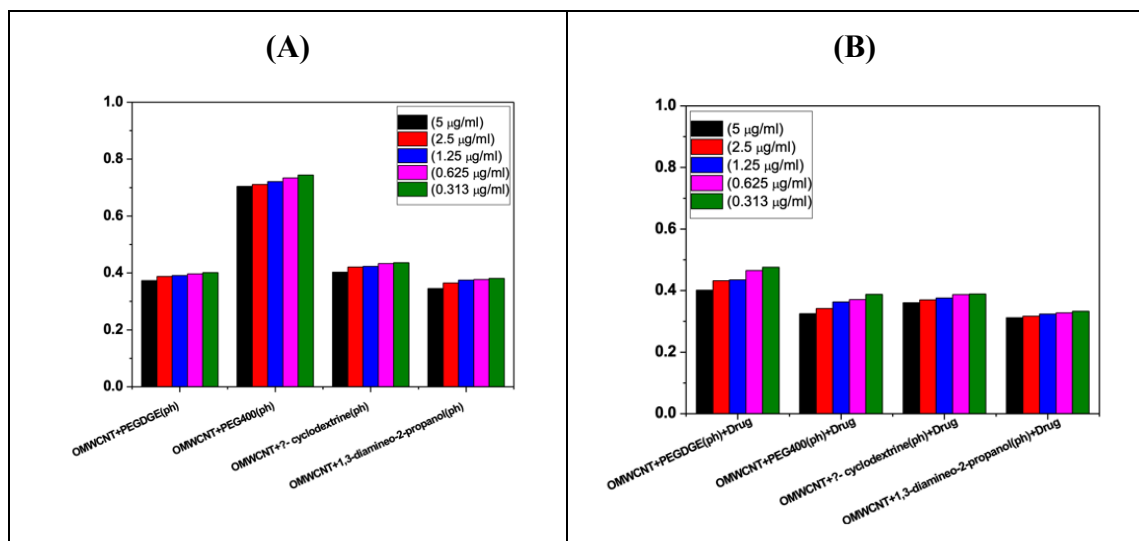 (A)
1.0
0.8
0.6
0.4
0.2
0.0
(5 μg/ml)
(2.5 μg/ml)
(1.25 μg/ml)
(0.625 μg/ml)
(0.313 μg/ml)
OMWCNT+PEGDGE(ph)
OMWCNT+PEG400(ph)
OMWCNT+?- cyclodextrine(ph)
OMWCNT+1,3-diamineo-2-propanol(ph)
(B)
1.0
0.8
0.6
0.4
0.2
0.0
(5 μg/ml)
(2.5 μg/ml)
(1.25 μg/ml)
(0.625 μg/ml)
(0.313 μg/ml)
OMWCNT+PEGDGE(ph)+Drug
OMWCNT+PEG400(ph)+Drug
OMWCNT+?- cyclodextrine(ph)+Drug
OMWCNT+1,3-diamineo-2-propanol(ph)+Drug